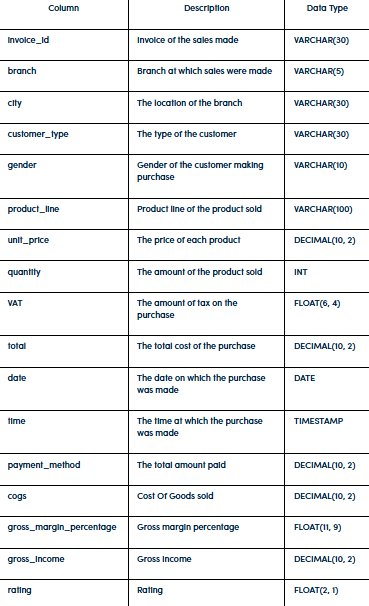 Column Description Data Type
invoice_id Invoice of the sales made VARCHAR(30)
branch Branch at which sales were made VARCHAR(5)
city The location of the branch VARCHAR(30)
customer_type The type of the customer VARCHAR(30)
gender Gender of the customer making VARCHAR(10)
purchase
product_line Product line of the product sold VARCHAR(100)
unit_price The price of each product DECIMAL(10, 2)
quantity The amount of the product sold INT
VAT The amount of tax on the FLOAT(6, 4)
purchase
total The total cost of the purchase DECIMAL(10, 2)
date The date on which the purchase DATE
was made
time The time at which the purchase TIMESTAMP
was made
payment_method The total amount paid DECIMAL(10, 2)
cogs Cost Of Goods sold DECIMAL(10, 2)
gross_margin_percentage Gross margin percentage FLOAT(11, 9)
gross_income Gross Income DECIMAL(10, 2)
rating Rating FLOAT(2, 1)